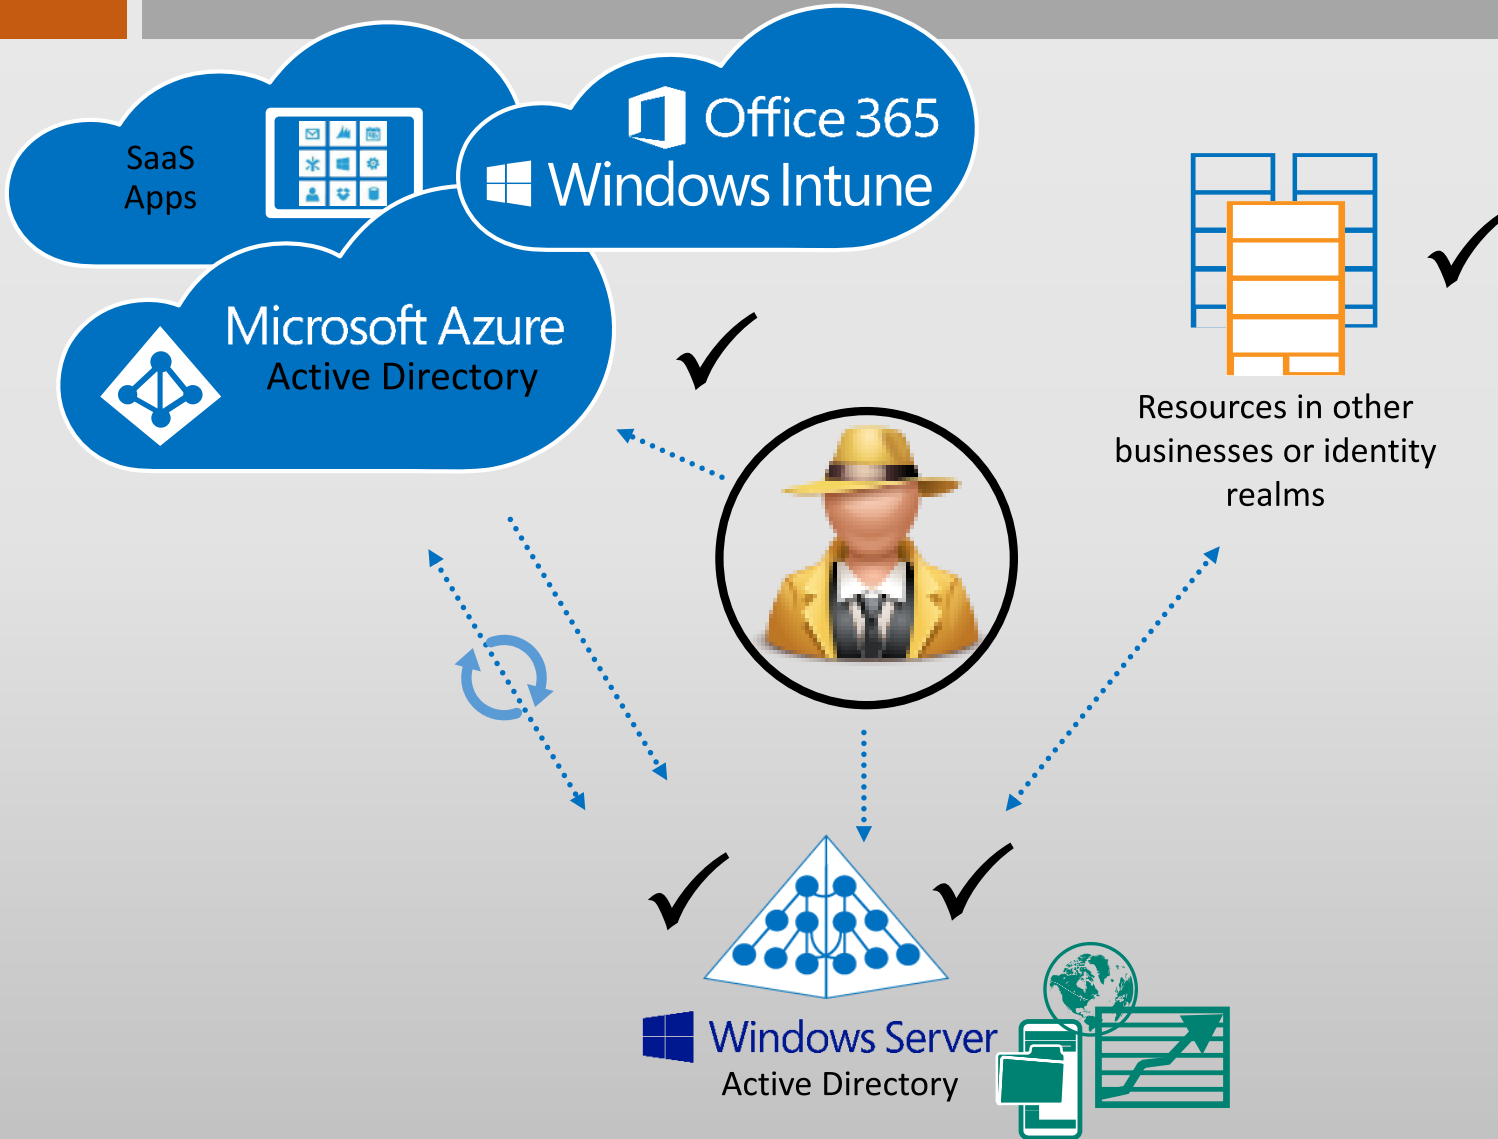 SaaS
Apps
Office 365
Windows Intune
Microsoft Azure
Active Directory
Resources in other
businesses or identity
realms
Windows Server
Active Directory